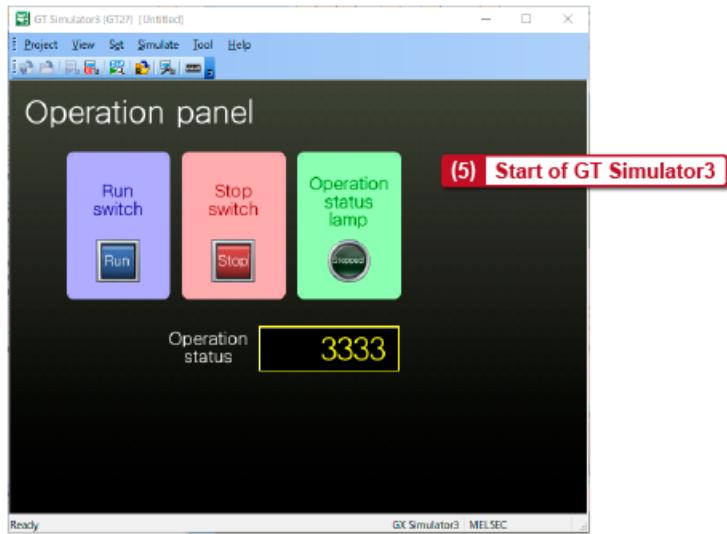 GT Simulator3 (GT27) [Untitled]
Project View Set Simulate Tool Help
Operation panel
(5) Start of GT Simulator3
Run
switch
Run
Stop
switch
Stop
Operation
status
lamp
Stopped
Operation
status
3333
Ready
GX Simulator3 MELSEC